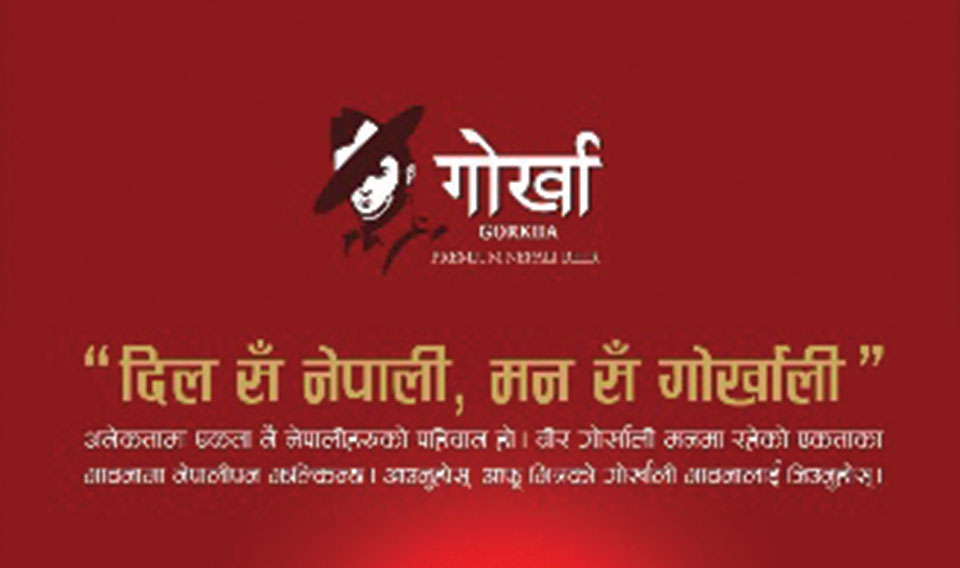 गोर्खा
GORKHA
PREMIUM NEPALI BEER
“ दिल सँ नेपाली, मन सँ गोर्खाली ”
अनेकतामा एकता नै नेपालीहरुको पहिचान हो। वीर गोर्खाली मनमा रहेको एकताका
भावनामा नेपालीपन झल्किन्छ। आउनुहोस्, आफू भित्रको गोर्खाली भावनालाई जिउनुहोस्।